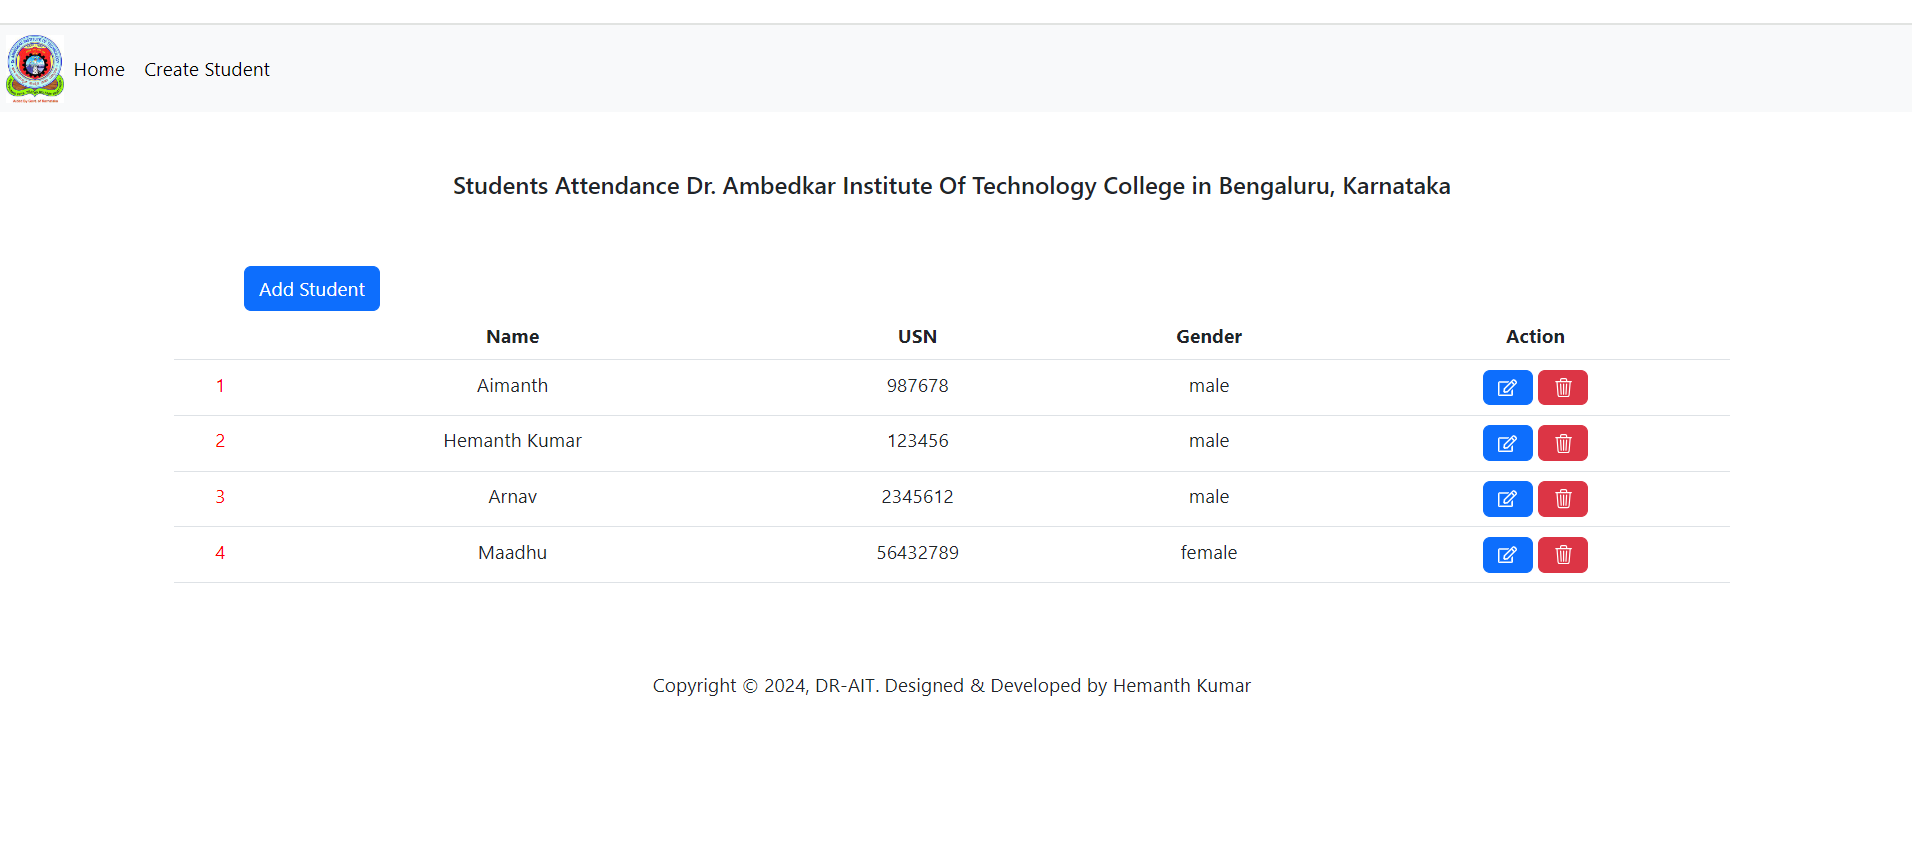 Home Create Student
Students Attendance Dr. Ambedkar Institute Of Technology College in Bengaluru, Karnataka
Add Student
Name USN Gender Action
1 Aimanth 987678 male
2 Hemanth Kumar 123456 male
3 Arnav 2345612 male
4 Maadhu 56432789 female
Copyright © 2024, DR-AIT. Designed & Developed by Hemanth Kumar